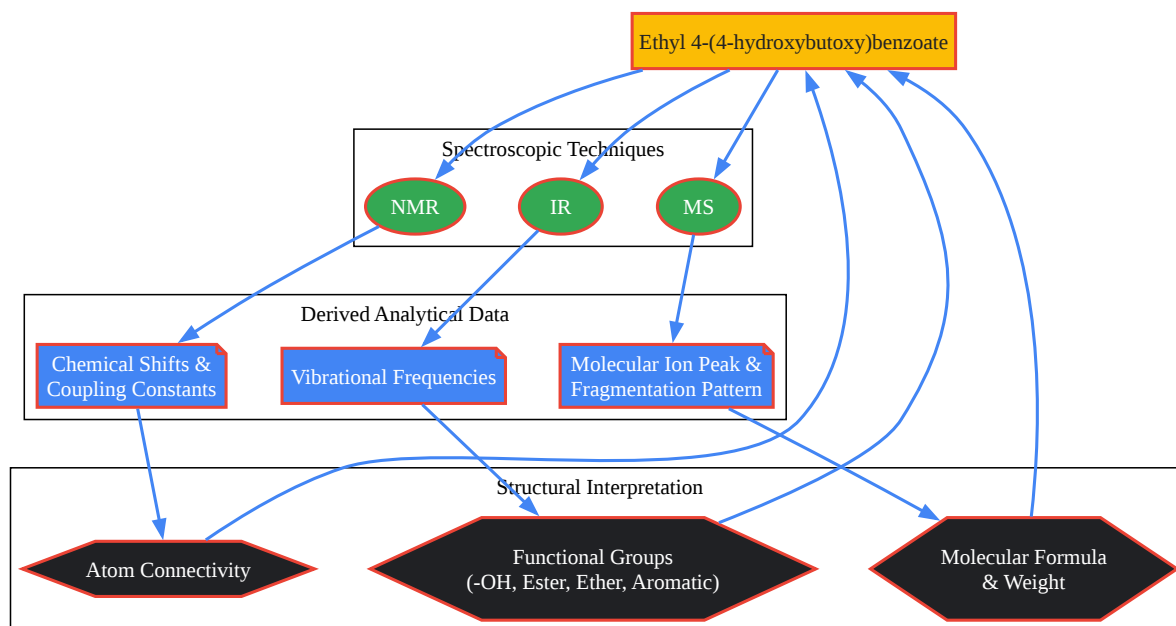 Ethyl 4-(4-hydroxybutoxy)benzoate
Spectroscopic Techniques
NMR
IR
MS
Derived Analytical Data
Chemical Shifts &
Coupling Constants
Vibrational Frequencies
Molecular Ion Peak &
Fragmentation Pattern
Structural Interpretation
Atom Connectivity
Functional Groups
(-OH, Ester, Ether, Aromatic)
Molecular Formula
& Weight